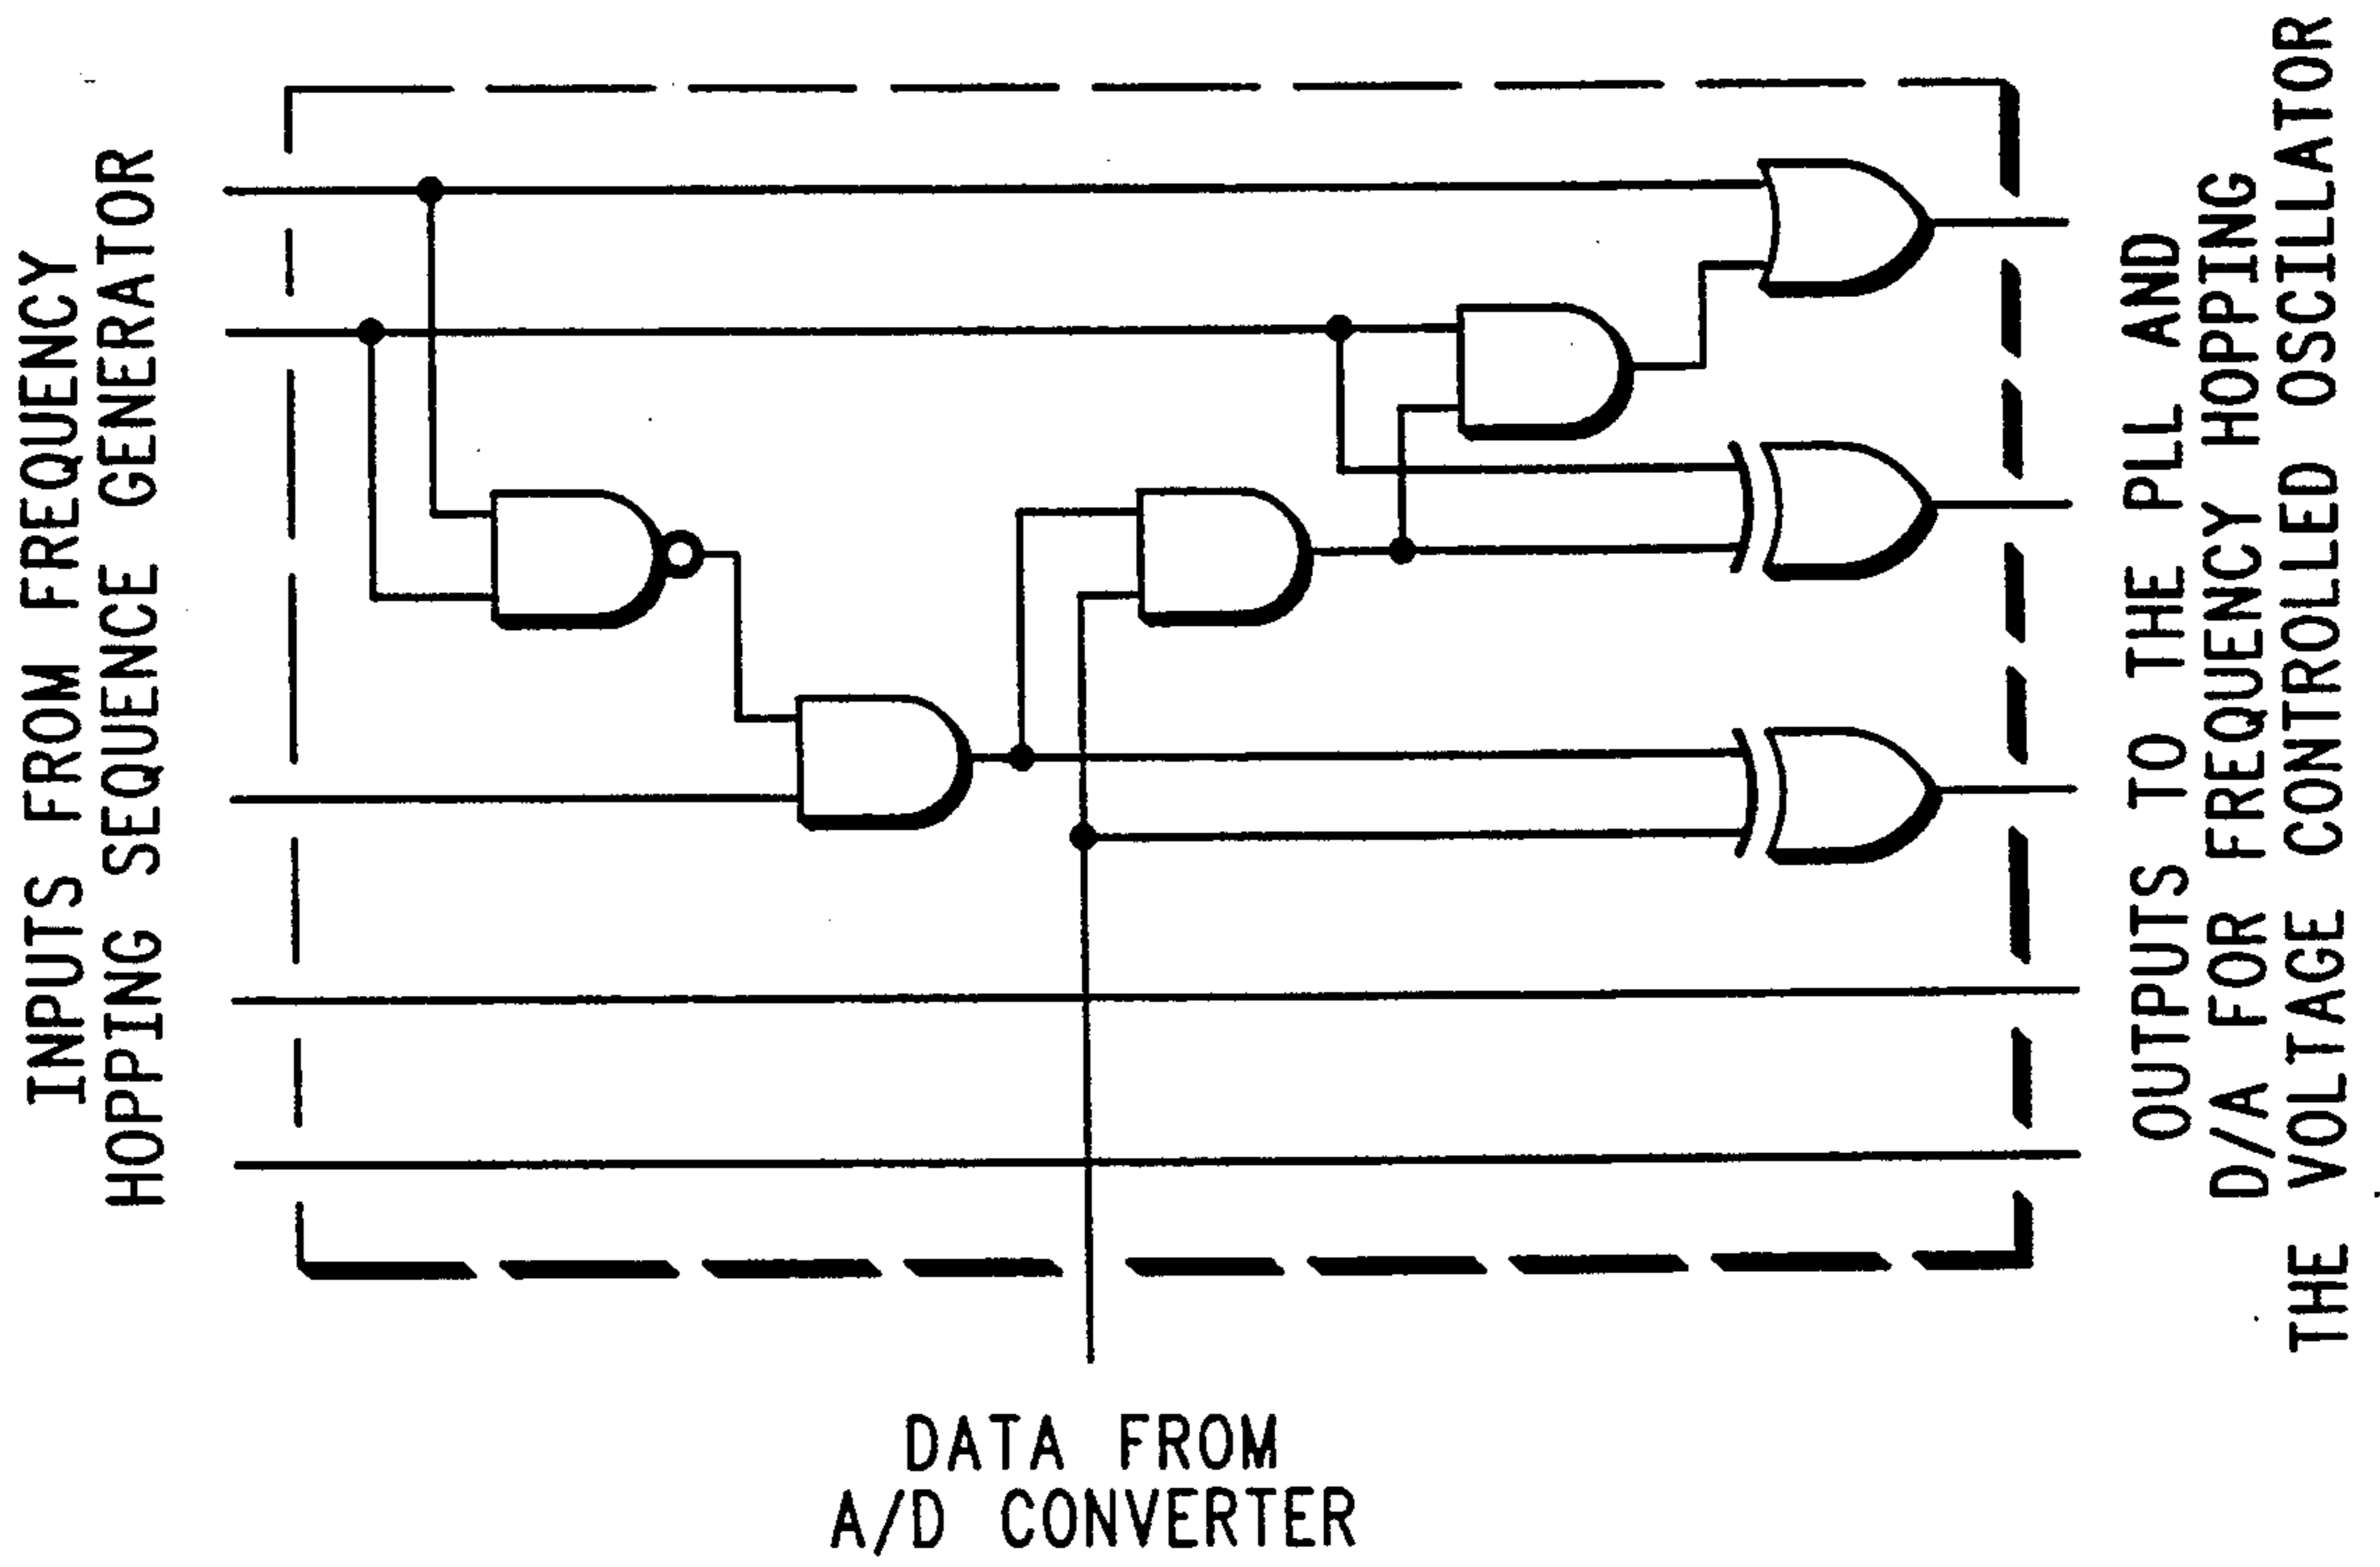 INPUTS FROM FREQUENCY
HOPPING SEQUENCE GENERATOR
OUTPUTS TO THE PLL AND
D/A FOR FREQUENCY HOPPING
THE VOLTAGE CONTROLLED OSCILLATOR
DATA FROM
A/D CONVERTER